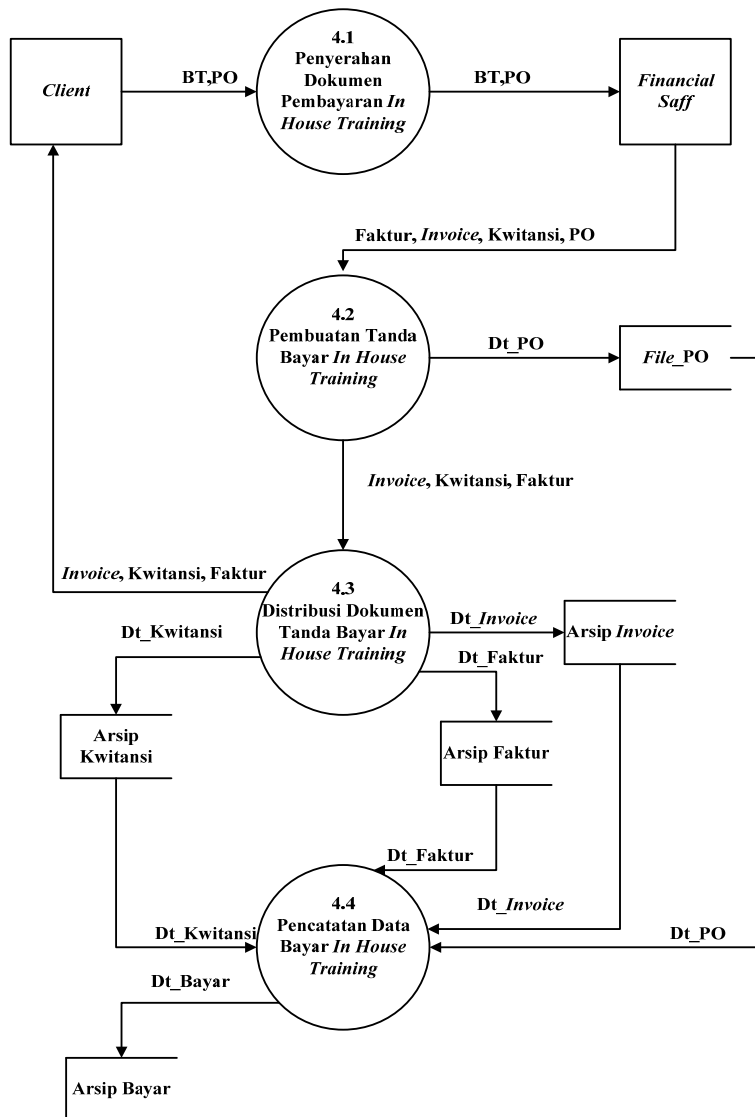 4.1
Penyerahan
Dokumen
Pembayaran In
House Training
Client
BT,PO
BT,PO
Financial
Saff
Faktur, Invoice, Kwitansi, PO
4.2
Pembuatan Tanda
Bayar In House
Training
Dt_PO
File_PO
Invoice, Kwitansi, Faktur
Invoice, Kwitansi, Faktur
4.3
Distribusi Dokumen
Tanda Bayar In
House Training
Dt_Kwitansi
Dt_Invoice
Arsip Invoice
Dt_Faktur
Arsip
Kwitansi
Arsip Faktur
Dt_Faktur
4.4
Pencatatan Data
Bayar In House
Training
Dt_Invoice
Dt_Kwitansi
Dt_PO
Dt_Bayar
Arsip Bayar